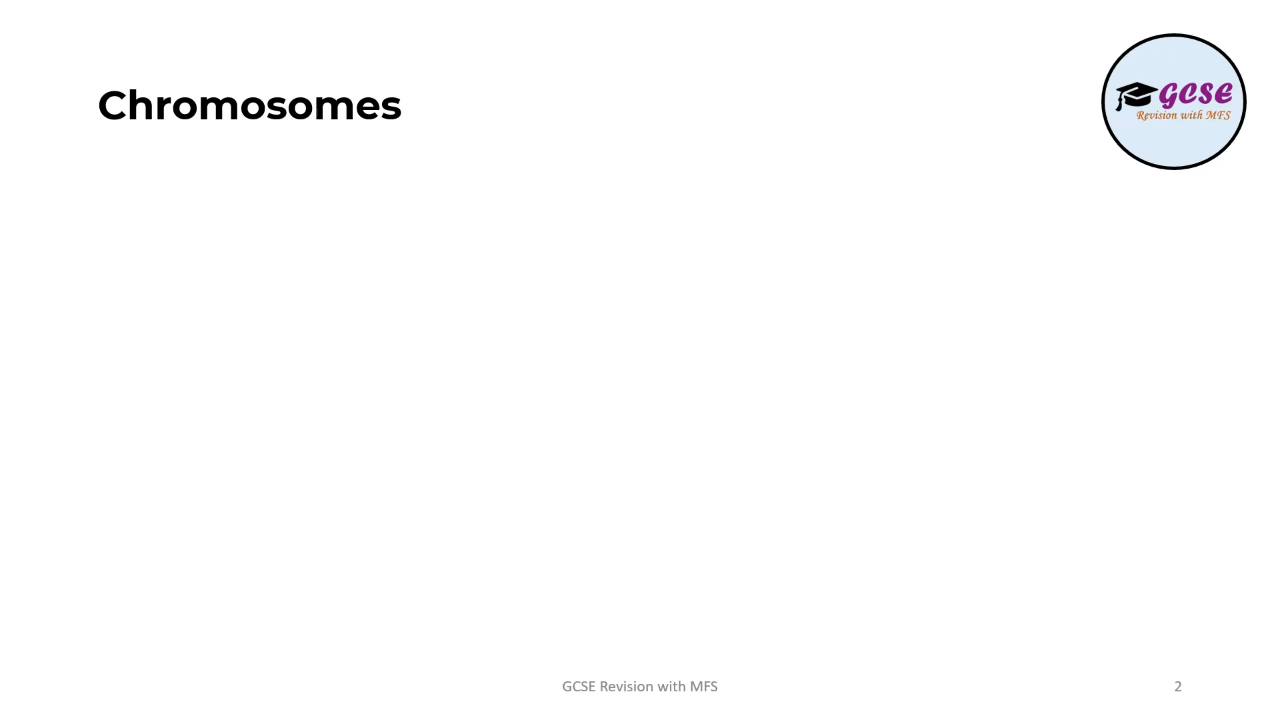 Chromosomes
GCSE
Revision with MFS
GCSE Revision with MFS
2